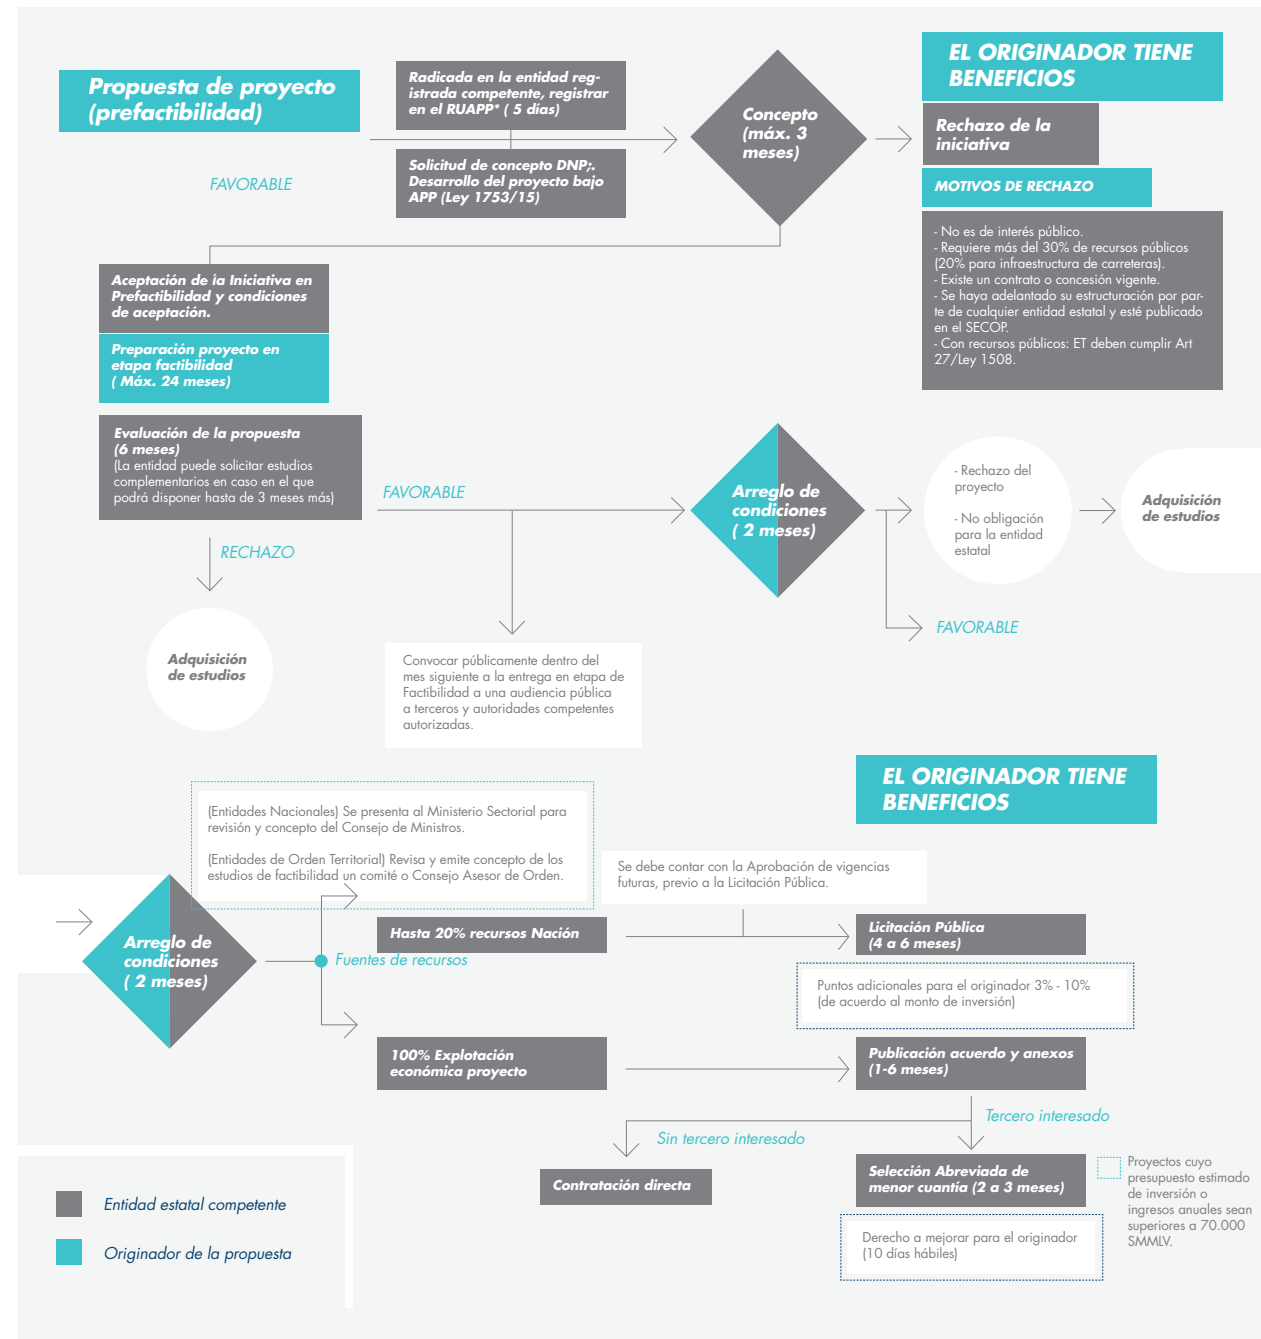 Propuesta de proyecto
(prefactibilidad)
Radicada en la entidad reg-
istrada competente, registrar
en el RUAPP* ( 5 días)
Solicitud de concepto DNP;.
Desarrollo del proyecto bajo
APP (Ley 1753/15)
FAVORABLE
Concepto
(máx. 3
meses)
EL ORIGINADOR TIENE
BENEFICIOS
Rechazo de la
iniciativa
MOTIVOS DE RECHAZO
- No es de interés público.
- Requiere más del 30% de recursos públicos
(20% para infraestructura de carreteras).
- Existe un contrato o concesión vigente.
- Se haya adelantado su estructuración por par-
te de cualquier entidad estatal y esté publicado
en el SECOP.
- Con recursos públicos: ET deben cumplir Art
27/Ley 1508.
Aceptación de la Iniciativa en
Prefactibilidad y condiciones
de aceptación.
Preparación proyecto en
etapa factibilidad
( Máx. 24 meses)
Evaluación de la propuesta
(6 meses)
(La entidad puede solicitar estudios
complementarios en caso en el que
podrá disponer hasta de 3 meses más)
FAVORABLE
RECHAZO
Adquisición
de estudios
Convocar públicamente dentro del
mes siguiente a la entrega en etapa de
Factibilidad a una audiencia pública
a terceros y autoridades competentes
autorizadas.
Arreglo de
condiciones
( 2 meses)
- Rechazo del
proyecto
- No obligación
para la entidad
estatal
Adquisición
de estudios
FAVORABLE
EL ORIGINADOR TIENE
BENEFICIOS
(Entidades Nacionales) Se presenta al Ministerio Sectorial para
revisión y concepto del Consejo de Ministros.
(Entidades de Orden Territorial) Revisa y emite concepto de los
estudios de factibilidad un comité o Consejo Asesor de Orden.
Se debe contar con la Aprobación de vigencias
futuras, previo a la Licitación Pública.
Arreglo de
condiciones
( 2 meses)
Fuentes de recursos
Hasta 20% recursos Nación
Licitación Pública
(4 a 6 meses)
Puntos adicionales para el originador 3% - 10%
(de acuerdo al monto de inversión)
100% Explotación
económica proyecto
Publicación acuerdo y anexos
(1-6 meses)
Tercero interesado
Sin tercero interesado
Contratación directa
Selección Abreviada de
menor cuantía (2 a 3 meses)
Derecho a mejorar para el originador
(10 días hábiles)
Proyectos cuyo
presupuesto estimado
de inversión o
ingresos anuales sean
superiores a 70.000
SMMLV.
Entidad estatal competente
Originador de la propuesta